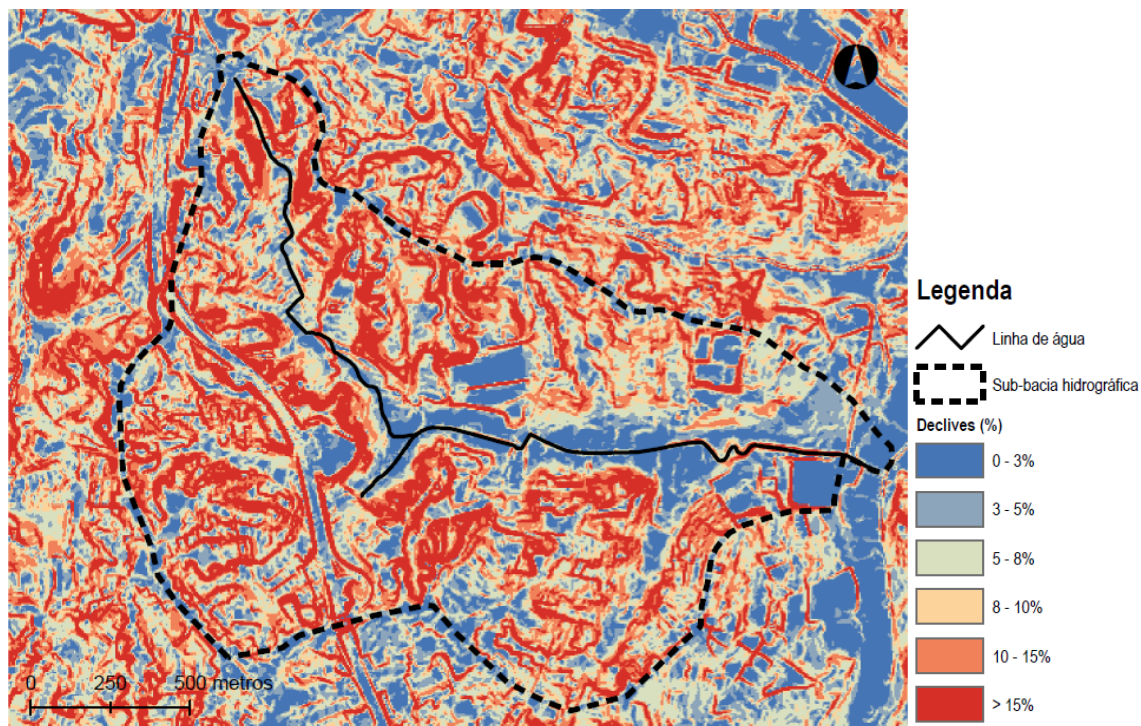 Legenda
Linha de água
Sub-bacia hidrográfica
Declives (%)
0 - 3%
3 - 5%
5 - 8%
8 - 10%
10 - 15%
> 15%
0 250 500 metros